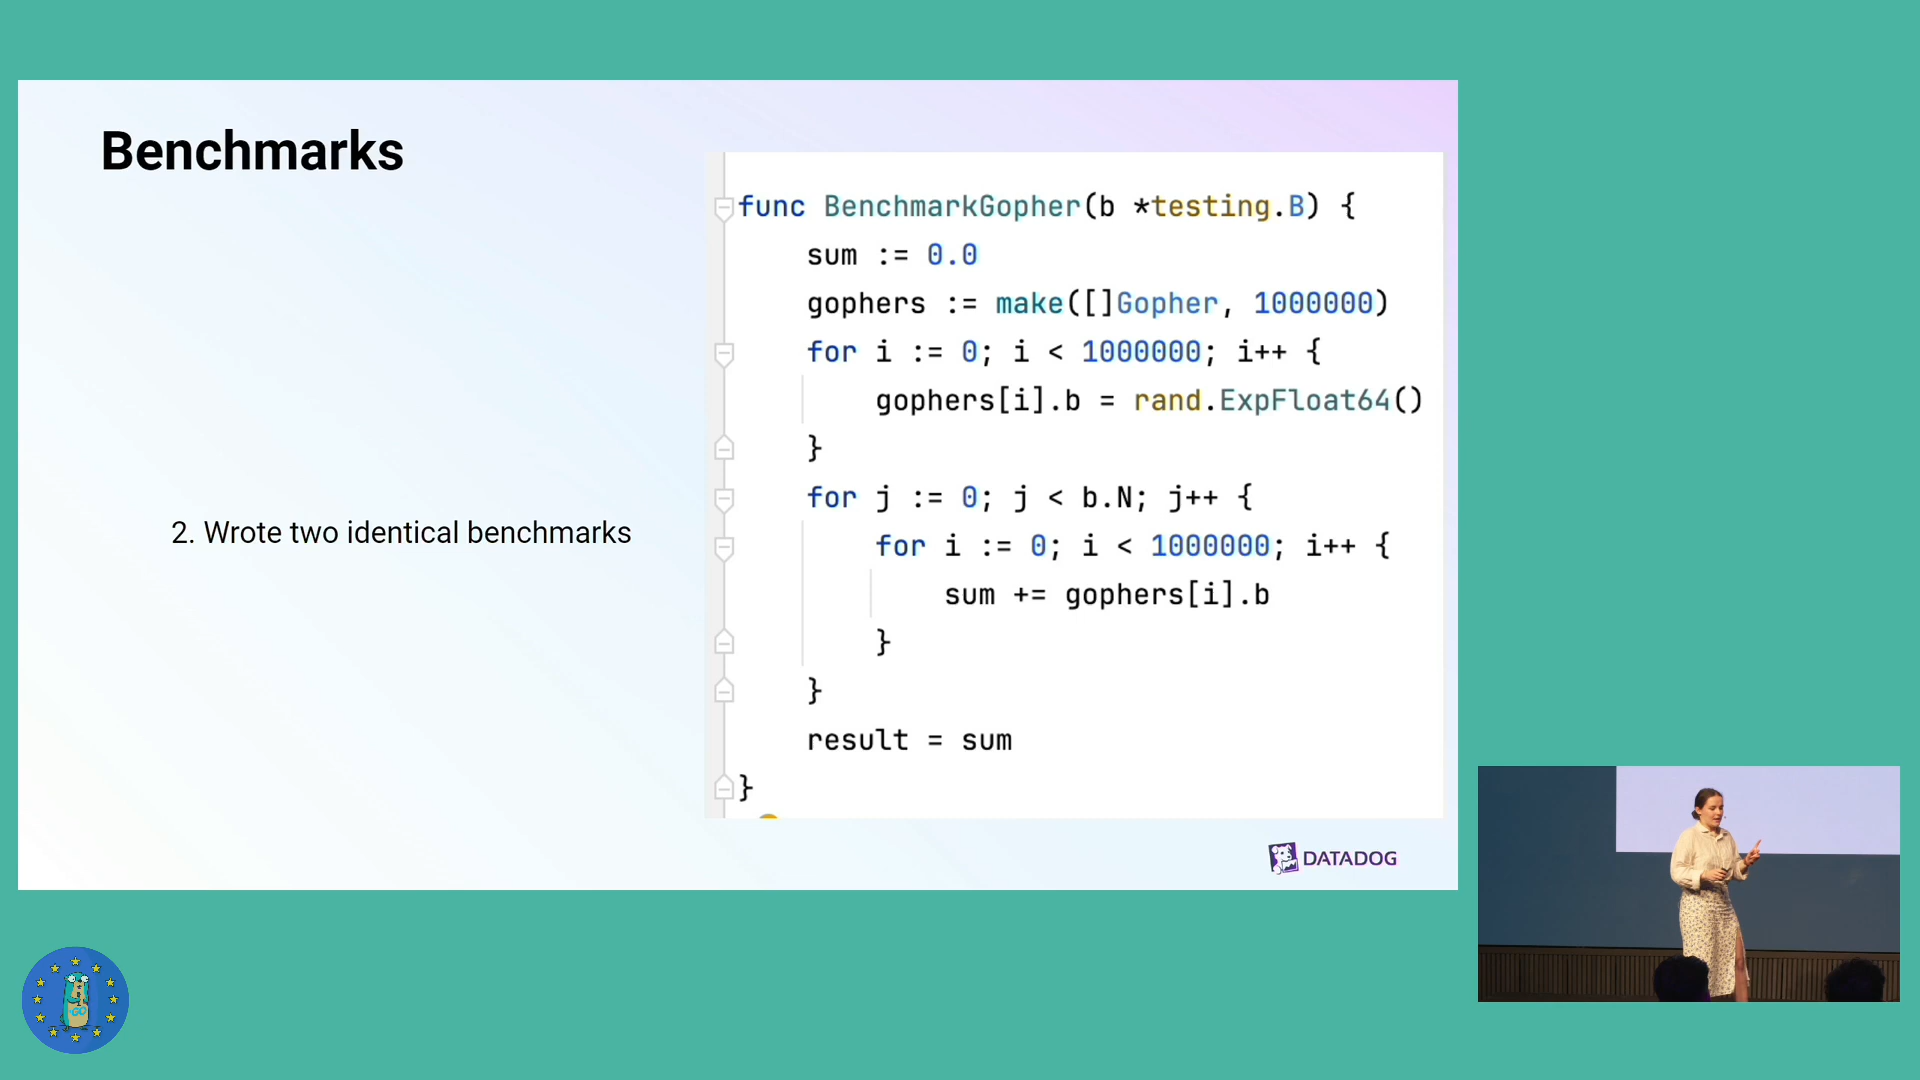 Benchmarks
2. Wrote two identical benchmarks
func BenchmarkGopher(b *testing.B) {
    sum := 0.0
    gophers := make([]Gopher, 1000000)
    for i := 0; i < 1000000; i++ {
        gophers[i].b = rand.ExpFloat64()
    }
    for j := 0; j < b.N; j++ {
        for i := 0; i < 1000000; i++ {
            sum += gophers[i].b
        }
    }
    result = sum
}
DATADOG
GO